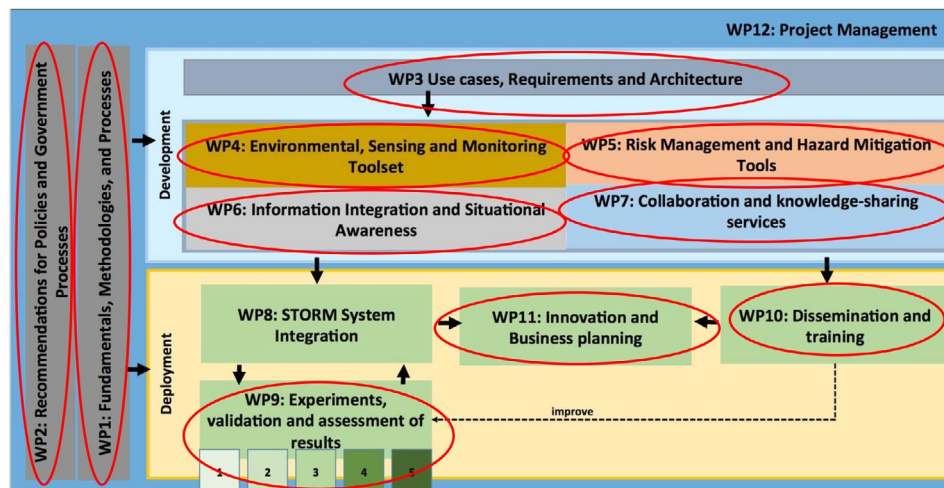 WP12: Project Management
WP2: Recommendations for Policies and Government
Processes
WP1: Fundamentals, Methodologies, and Processes
Development
WP3 Use cases, Requirements and Architecture
WP4: Environmental, Sensing and Monitoring
Toolset
WP5: Risk Management and Hazard Mitigation
Tools
WP6: Information Integration and Situational
Awareness
WP7: Collaboration and knowledge-sharing
services
Deployment
WP8: STORM System
Integration
WP11: Innovation and
Business planning
WP10: Dissemination and
training
WP9: Experiments,
validation and assessment of
results
improve
1
2
3
4
5